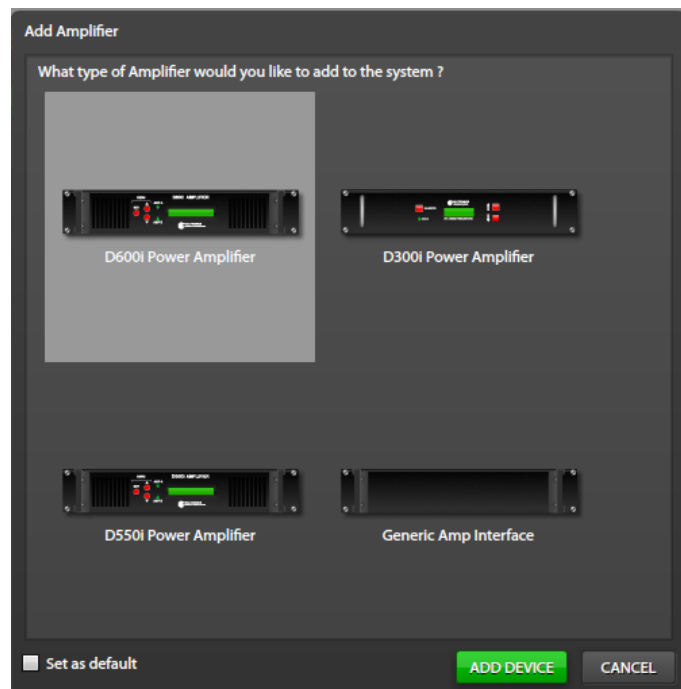 Add Amplifier
What type of Amplifier would you like to add to the system ?
D600i Power Amplifier
D300i Power Amplifier
D550i Power Amplifier
Generic Amp Interface
Set as default
ADD DEVICE
CANCEL